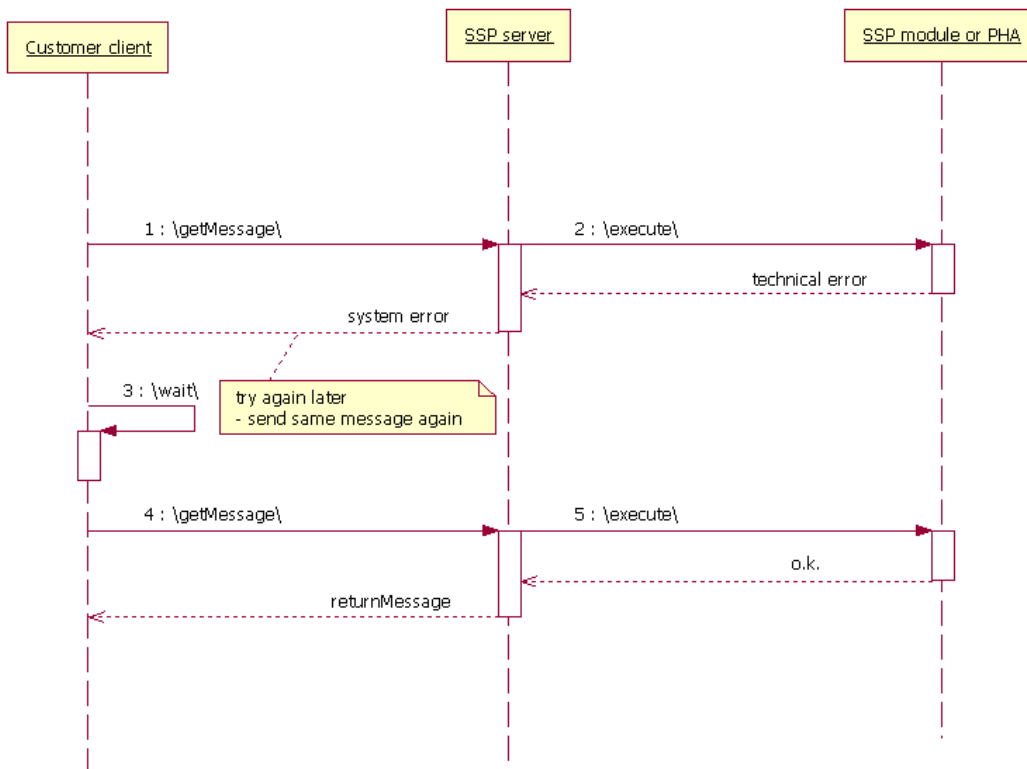 Customer client
SSP server
SSP module or PHA
1 : \getMessage\
2 : \execute\
technical error
system error
3 : \wait\
try again later
- send same message again
4 : \getMessage\
5 : \execute\
o.k.
returnMessage